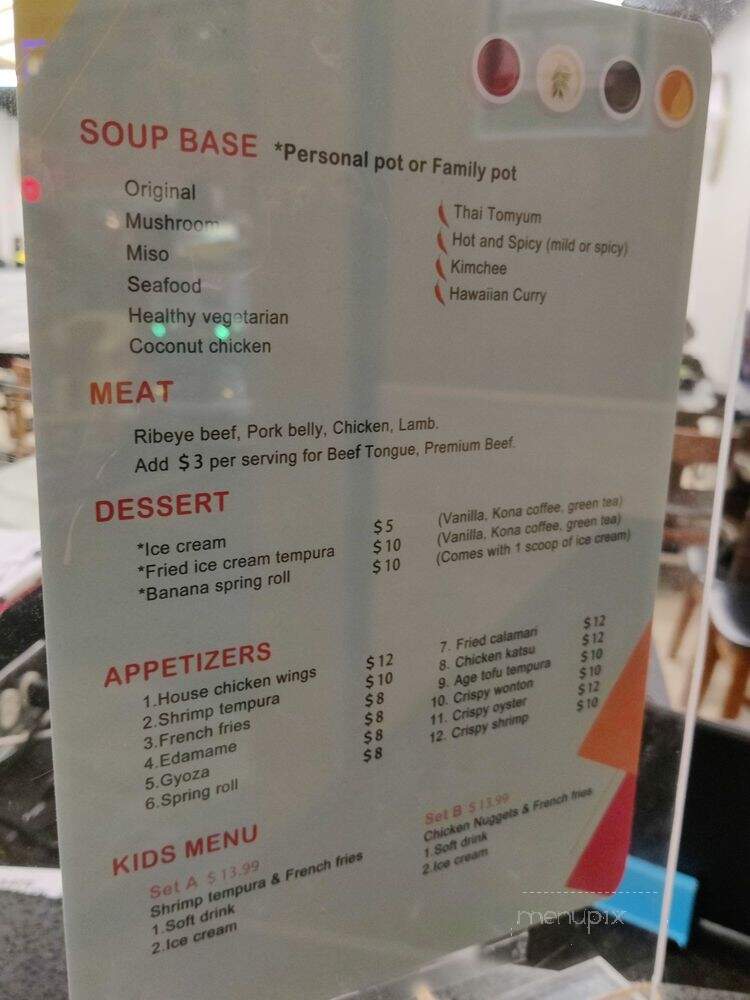 SOUP BASE *Personal pot or Family pot
Original
Mushroom
Miso
Seafood
Healthy vegetarian
Coconut chicken
Thai Tomyum
Hot and Spicy (mild or spicy)
Kimchee
Hawaiian Curry
MEAT
Ribeye beef, Pork belly, Chicken, Lamb.
Add $3 per serving for Beef Tongue, Premium Beef.
DESSERT
*Ice cream $5 (Vanilla, Kona coffee, green tea)
*Fried ice cream tempura $10 (Vanilla, Kona coffee, green tea)
*Banana spring roll $10 (Comes with 1 scoop of ice cream)
APPETIZERS
1.House chicken wings $12
2.Shrimp tempura $10
3.French fries $8
4.Edamame $8
5.Gyoza $8
6.Spring roll $8
7. Fried calamari $12
8. Chicken katsu $12
9. Age tofu tempura $10
10. Crispy wonton $10
11. Crispy oyster $12
12. Crispy shrimp $10
KIDS MENU
Set A $13.99
Shrimp tempura & French fries
1.Soft drink
2.Ice cream
Set B $13.99
Chicken Nuggets & French fries
1.Soft drink
2.Ice cream
menupix